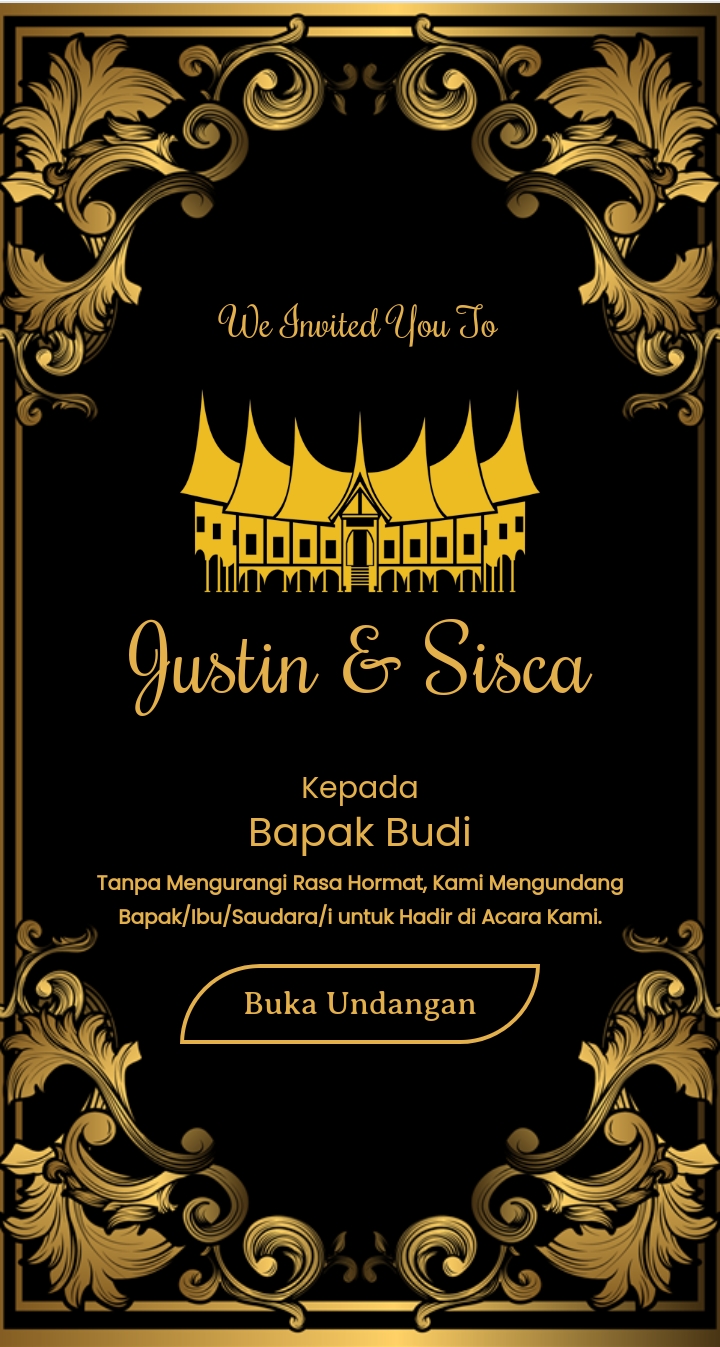 We Invited You To
Justin & Sisca
Kepada
Bapak Budi
Tanpa Mengurangi Rasa Hormat, Kami Mengundang
Bapak/Ibu/Saudara/i untuk Hadir di Acara Kami.
Buka Undangan